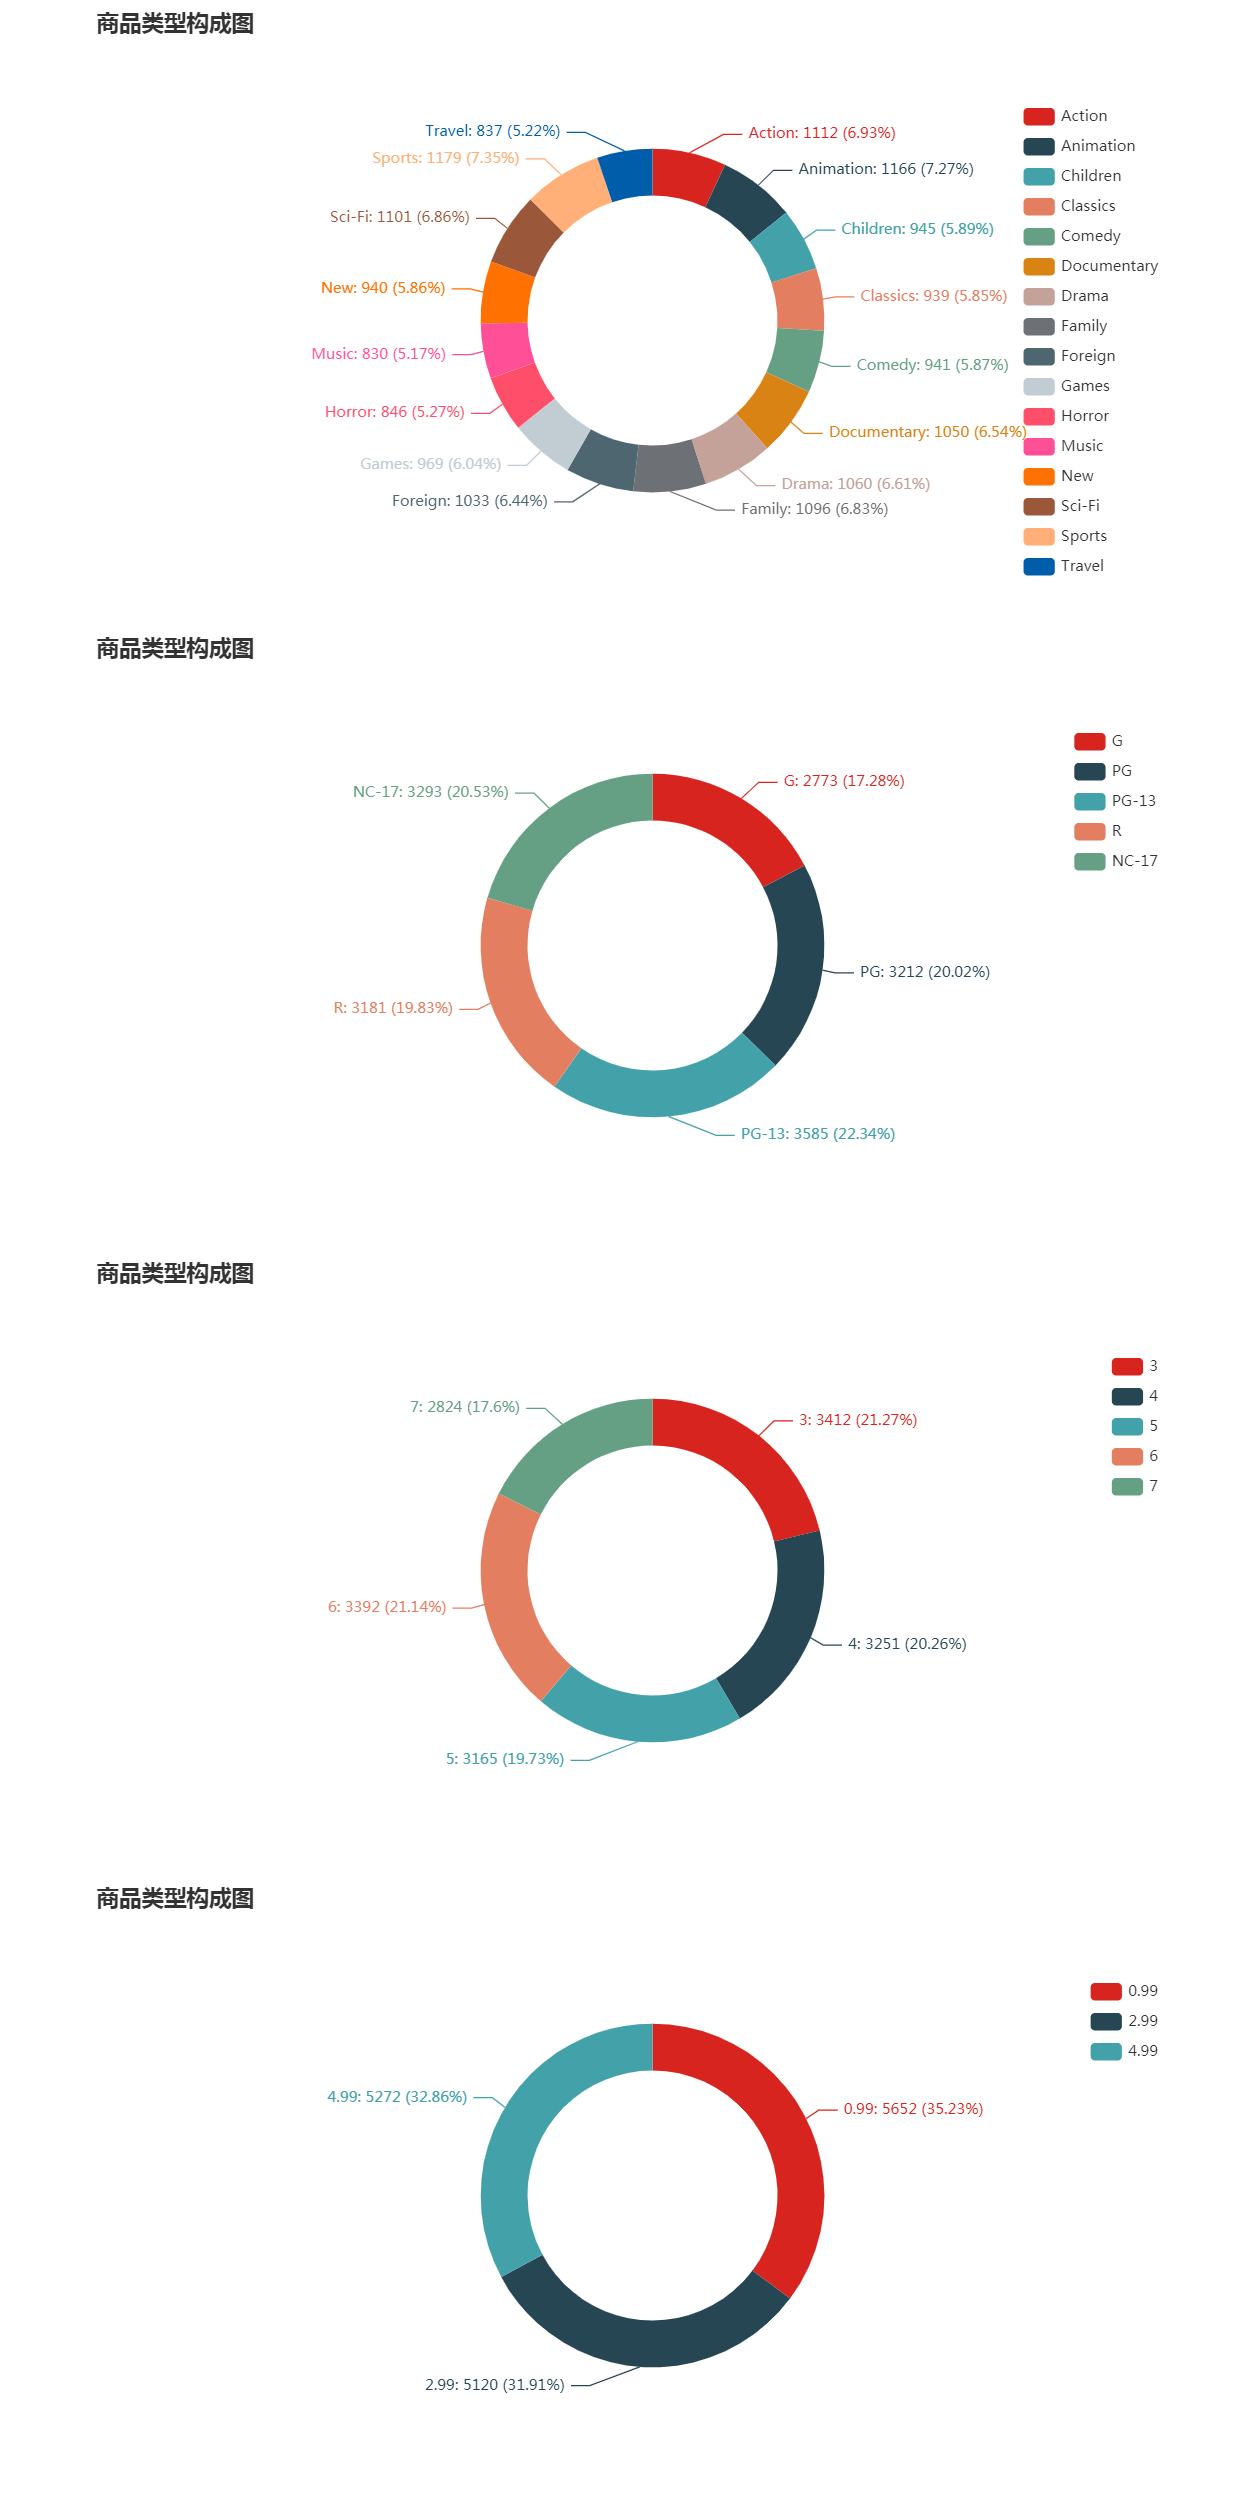 商品类型构成图
Travel: 837 (5.22%)
Action: 1112 (6.93%)
Sports: 1179 (7.35%)
Animation: 1166 (7.27%)
Sci-Fi: 1101 (6.86%)
Children: 945 (5.89%)
New: 940 (5.86%)
Classics: 939 (5.85%)
Music: 830 (5.17%)
Comedy: 941 (5.87%)
Horror: 846 (5.27%)
Documentary: 1050 (6.54%)
Games: 969 (6.04%)
Drama: 1060 (6.61%)
Foreign: 1033 (6.44%)
Family: 1096 (6.83%)
Action
Animation
Children
Classics
Comedy
Documentary
Drama
Family
Foreign
Games
Horror
Music
New
Sci-Fi
Sports
Travel
商品类型构成图
G: 2773 (17.28%)
NC-17: 3293 (20.53%)
PG: 3212 (20.02%)
R: 3181 (19.83%)
PG-13: 3585 (22.34%)
G
PG
PG-13
R
NC-17
商品类型构成图
7: 2824 (17.6%)
3: 3412 (21.27%)
6: 3392 (21.14%)
4: 3251 (20.26%)
5: 3165 (19.73%)
3
4
5
6
7
商品类型构成图
4.99: 5272 (32.86%)
0.99: 5652 (35.23%)
2.99: 5120 (31.91%)
0.99
2.99
4.99